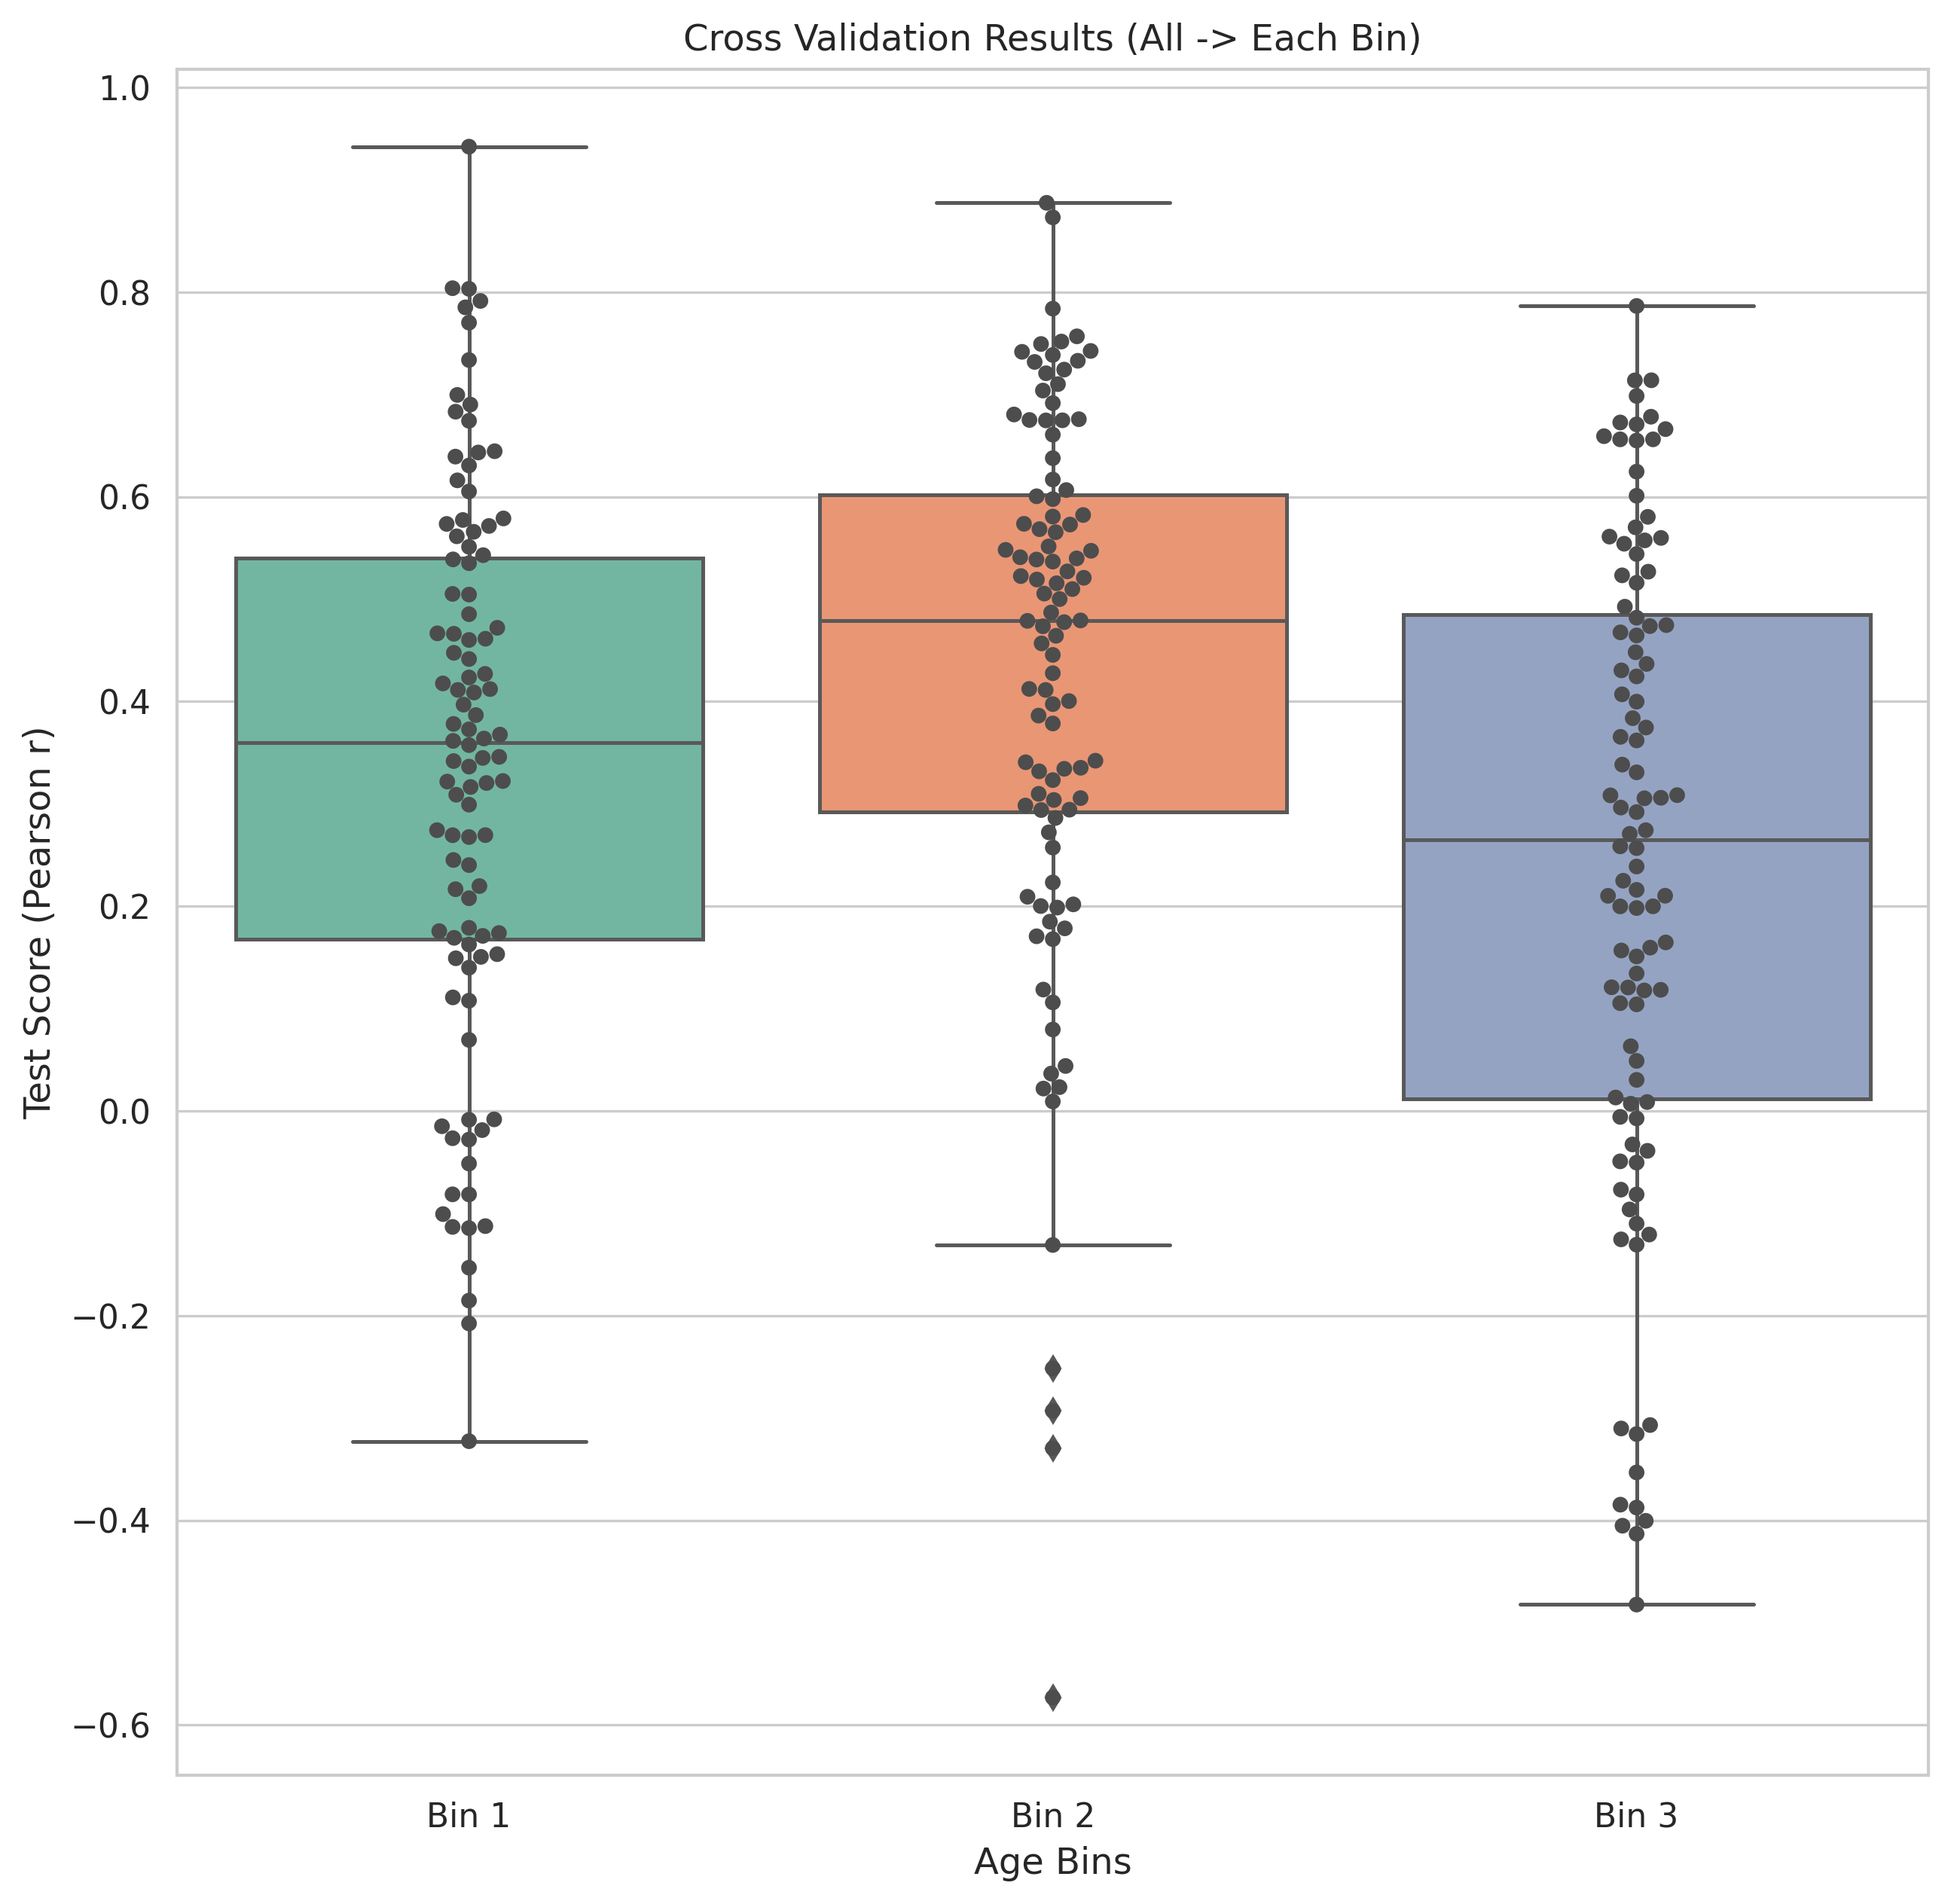 Cross Validation Results (All -> Each Bin)
1.0
0.8
0.6
0.4
0.2
0.0
−0.2
−0.4
−0.6
Test Score (Pearson r)
Bin 1
Bin 2
Bin 3
Age Bins